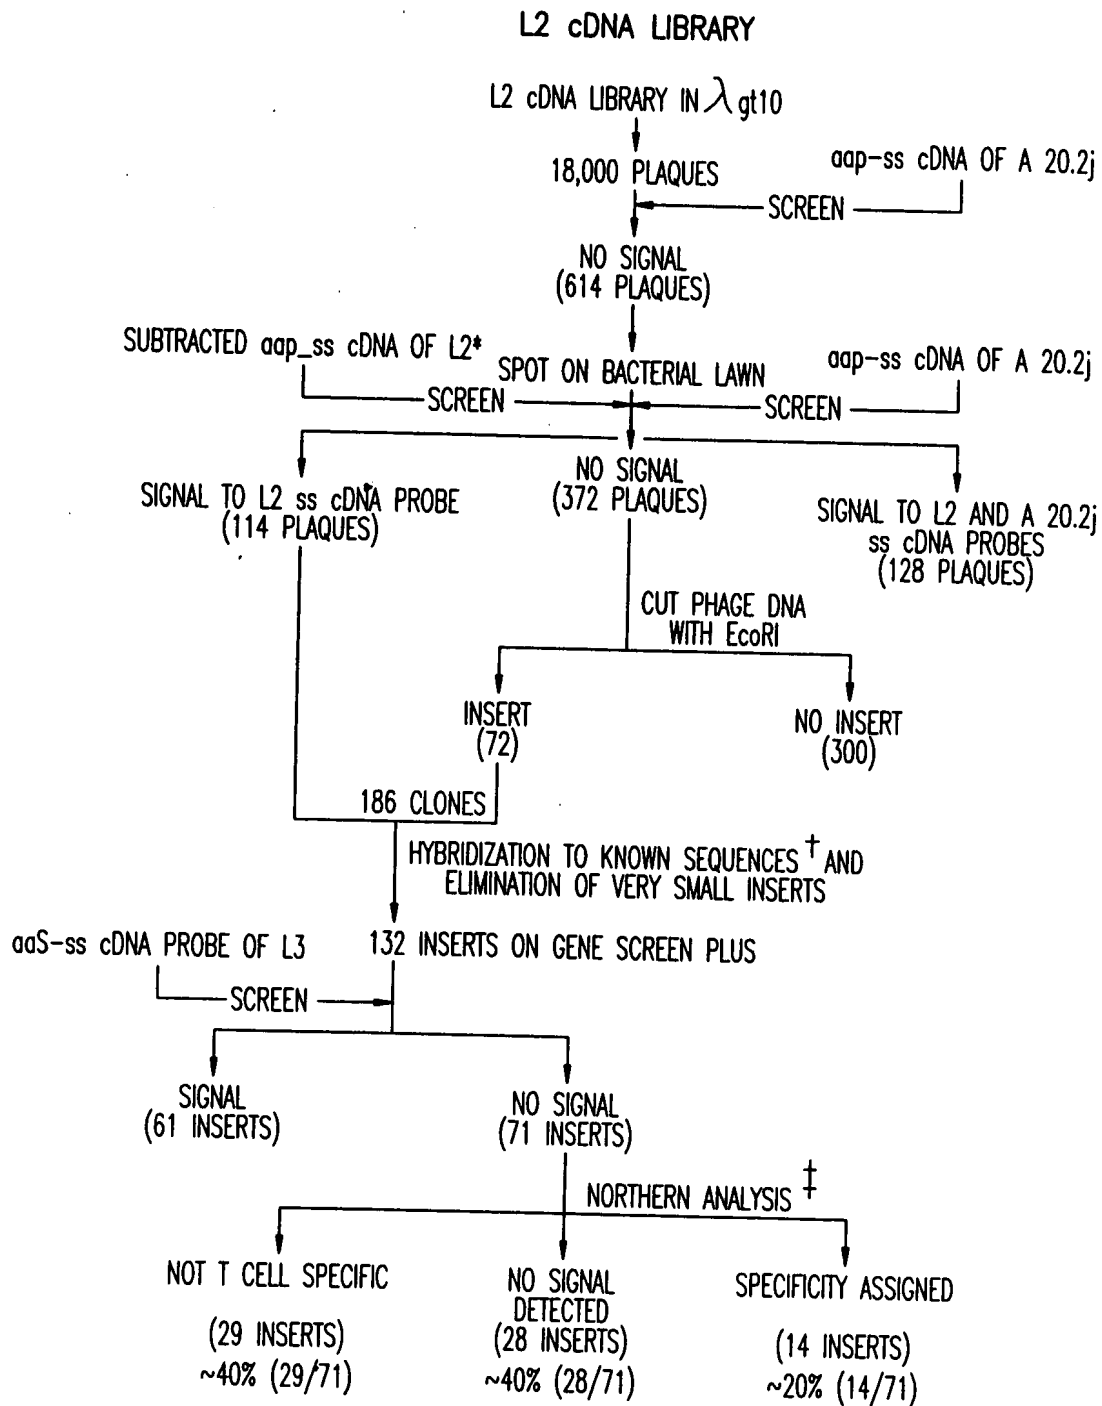 L2 cDNA LIBRARY
L2 cDNA LIBRARY IN λ gt10
18,000 PLAQUES
aap-ss cDNA OF A 20.2j
SCREEN
NO SIGNAL
(614 PLAQUES)
SUBTRACTED aap_ss cDNA OF L2*
SPOT ON BACTERIAL LAWN
aap-ss cDNA OF A 20.2j
SCREEN
SCREEN
SIGNAL TO L2 ss cDNA PROBE
(114 PLAQUES)
NO SIGNAL
(372 PLAQUES)
SIGNAL TO L2 AND A 20.2j
ss cDNA PROBES
(128 PLAQUES)
CUT PHAGE DNA
WITH EcoRI
INSERT
(72)
NO INSERT
(300)
186 CLONES
HYBRIDIZATION TO KNOWN SEQUENCES † AND
ELIMINATION OF VERY SMALL INSERTS
aaS-ss cDNA PROBE OF L3
132 INSERTS ON GENE SCREEN PLUS
SCREEN
SIGNAL
(61 INSERTS)
NO SIGNAL
(71 INSERTS)
NORTHERN ANALYSIS ‡
NOT T CELL SPECIFIC
(29 INSERTS)
~40% (29/71)
NO SIGNAL
DETECTED
(28 INSERTS)
~40% (28/71)
SPECIFICITY ASSIGNED
(14 INSERTS)
~20% (14/71)